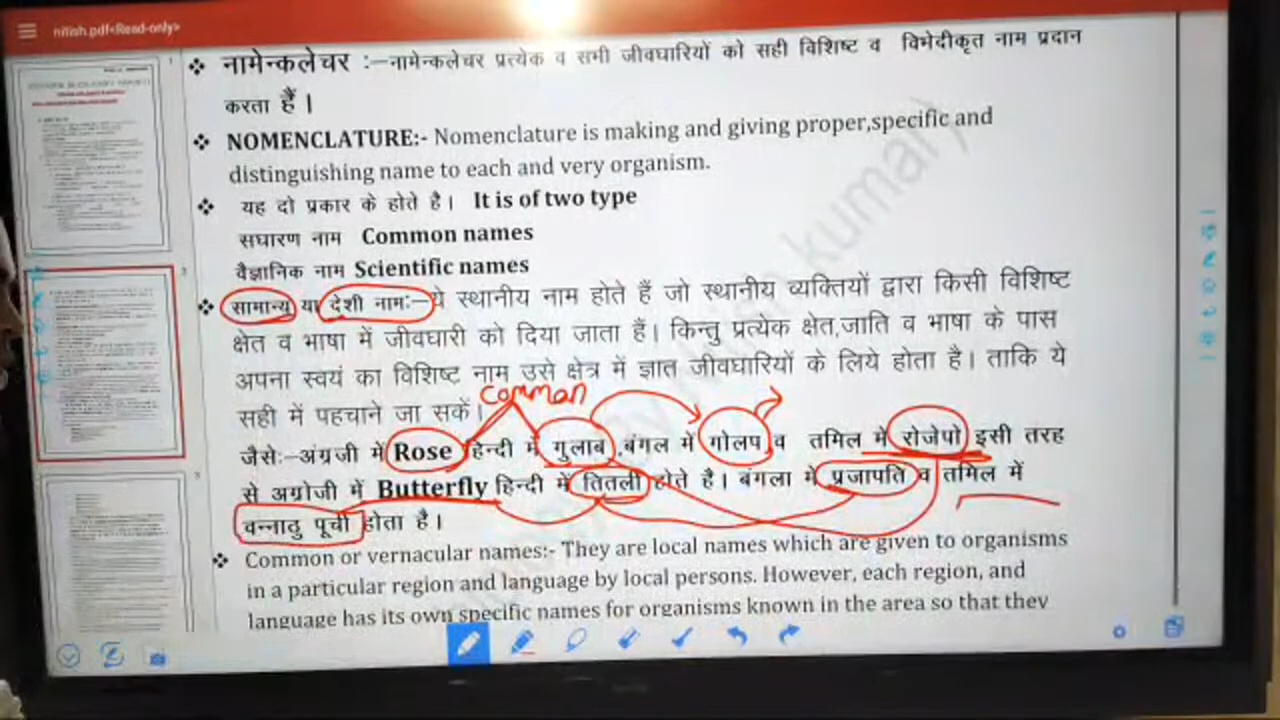 nitish.pdf<Read-only>
❖ नामेन्कलेचर :–नामेन्कलेचर प्रत्येक व सभी जीवधारियों को सही विशिष्ट व विभेदीकृत नाम प्रदान
करता हैं।
❖ NOMENCLATURE:- Nomenclature is making and giving proper,specific and
distinguishing name to each and very organism.
❖ यह दो प्रकार के होते है। It is of two type
सधारण नाम Common names
वैज्ञानिक नाम Scientific names
❖ सामान्य या देशी नामः–ये स्थानीय नाम होते हैं जो स्थानीय व्यक्तियों द्वारा किसी विशिष्ट
क्षेत व भाषा में जीवघारी को दिया जाता हैं। किन्तु प्रत्येक क्षेत,जाति व भाषा के पास
अपना स्वयं का विशिष्ट नाम उसे क्षेत्र में ज्ञात जीवघारियों के लिये होता है। ताकि ये
सही में पहचाने जा सकें।
common
जैसेः–अंग्रजी में Rose हिन्दी में गुलाब ,बंगल में गोलप व तमिल में रोजेपो इसी तरह
से अग्रोजी में Butterfly हिन्दी में तितली होते है। बंगला में प्रजापति व तमिल में
वन्नाठु पूची होता है।
❖ Common or vernacular names:- They are local names which are given to organisms
in a particular region and language by local persons. However, each region, and
language has its own specific names for organisms known in the area so that they